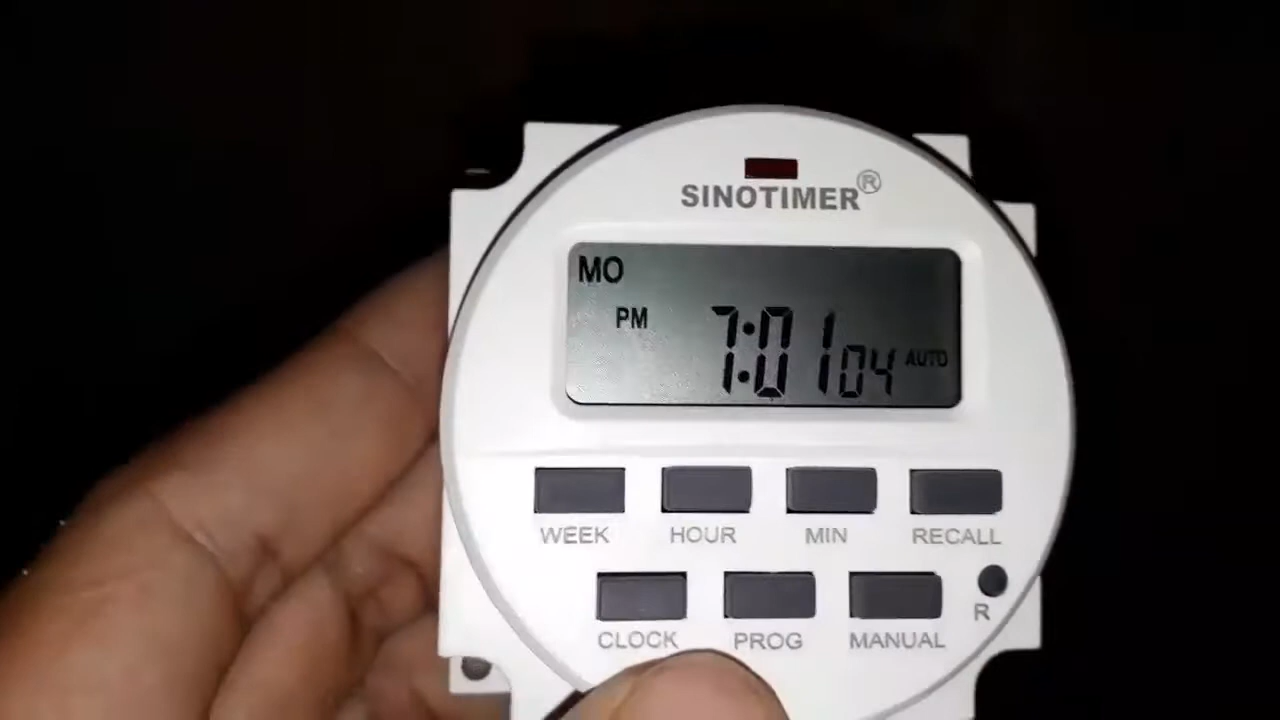 SINOTIMER®
MO
PM 7:01 04 AUTO
WEEK HOUR MIN RECALL
CLOCK PROG MANUAL R